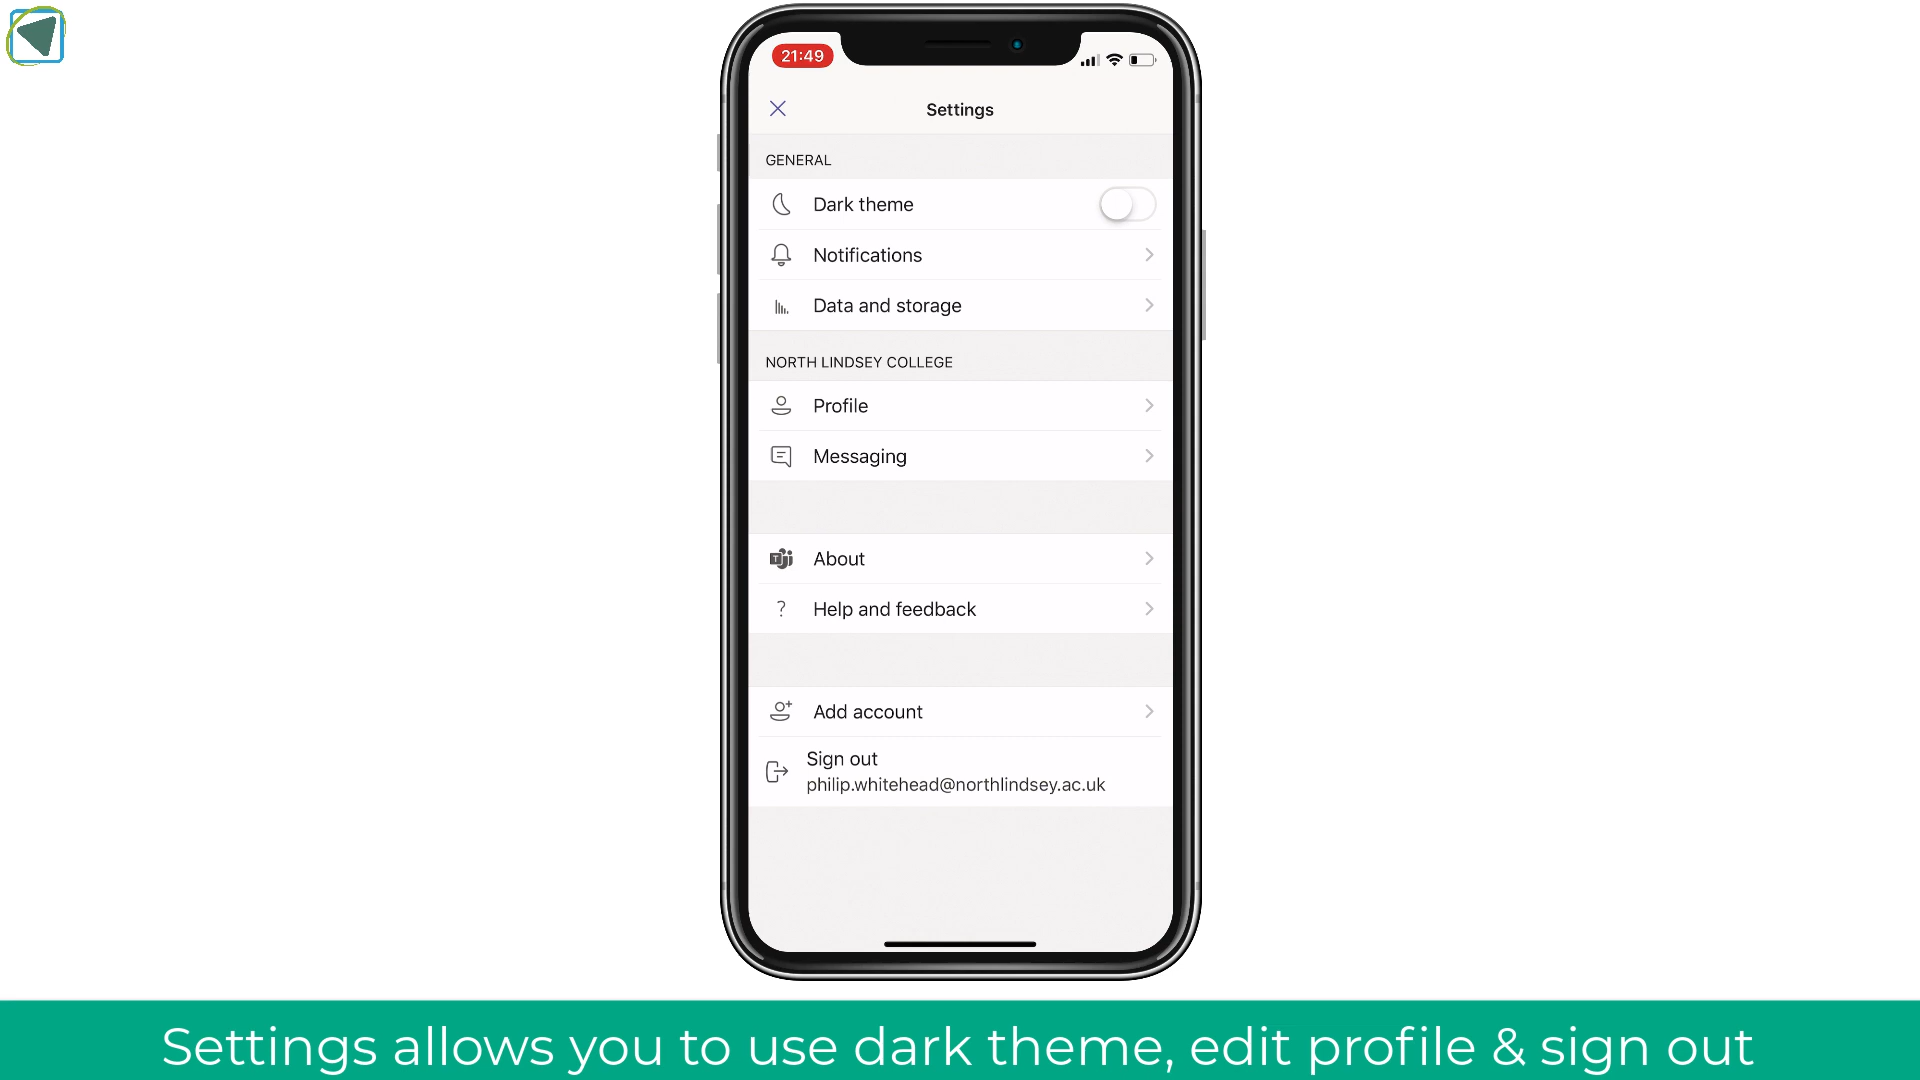 21:49
Settings
GENERAL
Dark theme
Notifications
Data and storage
NORTH LINDSEY COLLEGE
Profile
Messaging
About
Help and feedback
Add account
Sign out
philip.whitehead@northlindsey.ac.uk
Settings allows you to use dark theme, edit profile & sign out